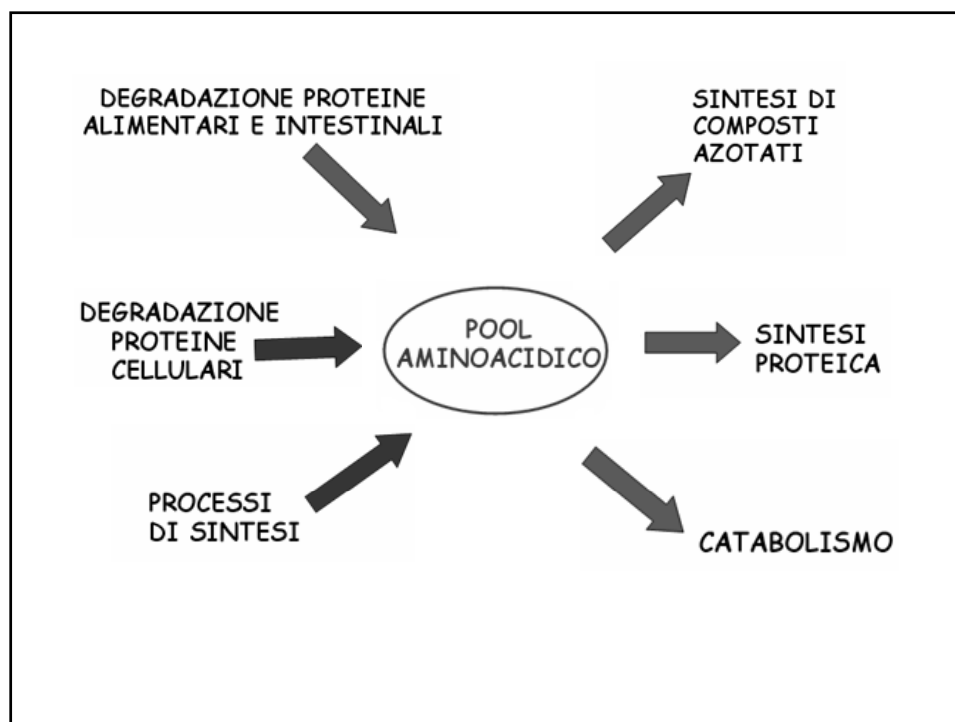 DEGRADAZIONE PROTEINE
ALIMENTARI E INTESTINALI
SINTESI DI
COMPOSTI
AZOTATI
DEGRADAZIONE
PROTEINE
CELLULARI
POOL
AMINOACIDICO
SINTESI
PROTEICA
PROCESSI
DI SINTESI
CATABOLISMO